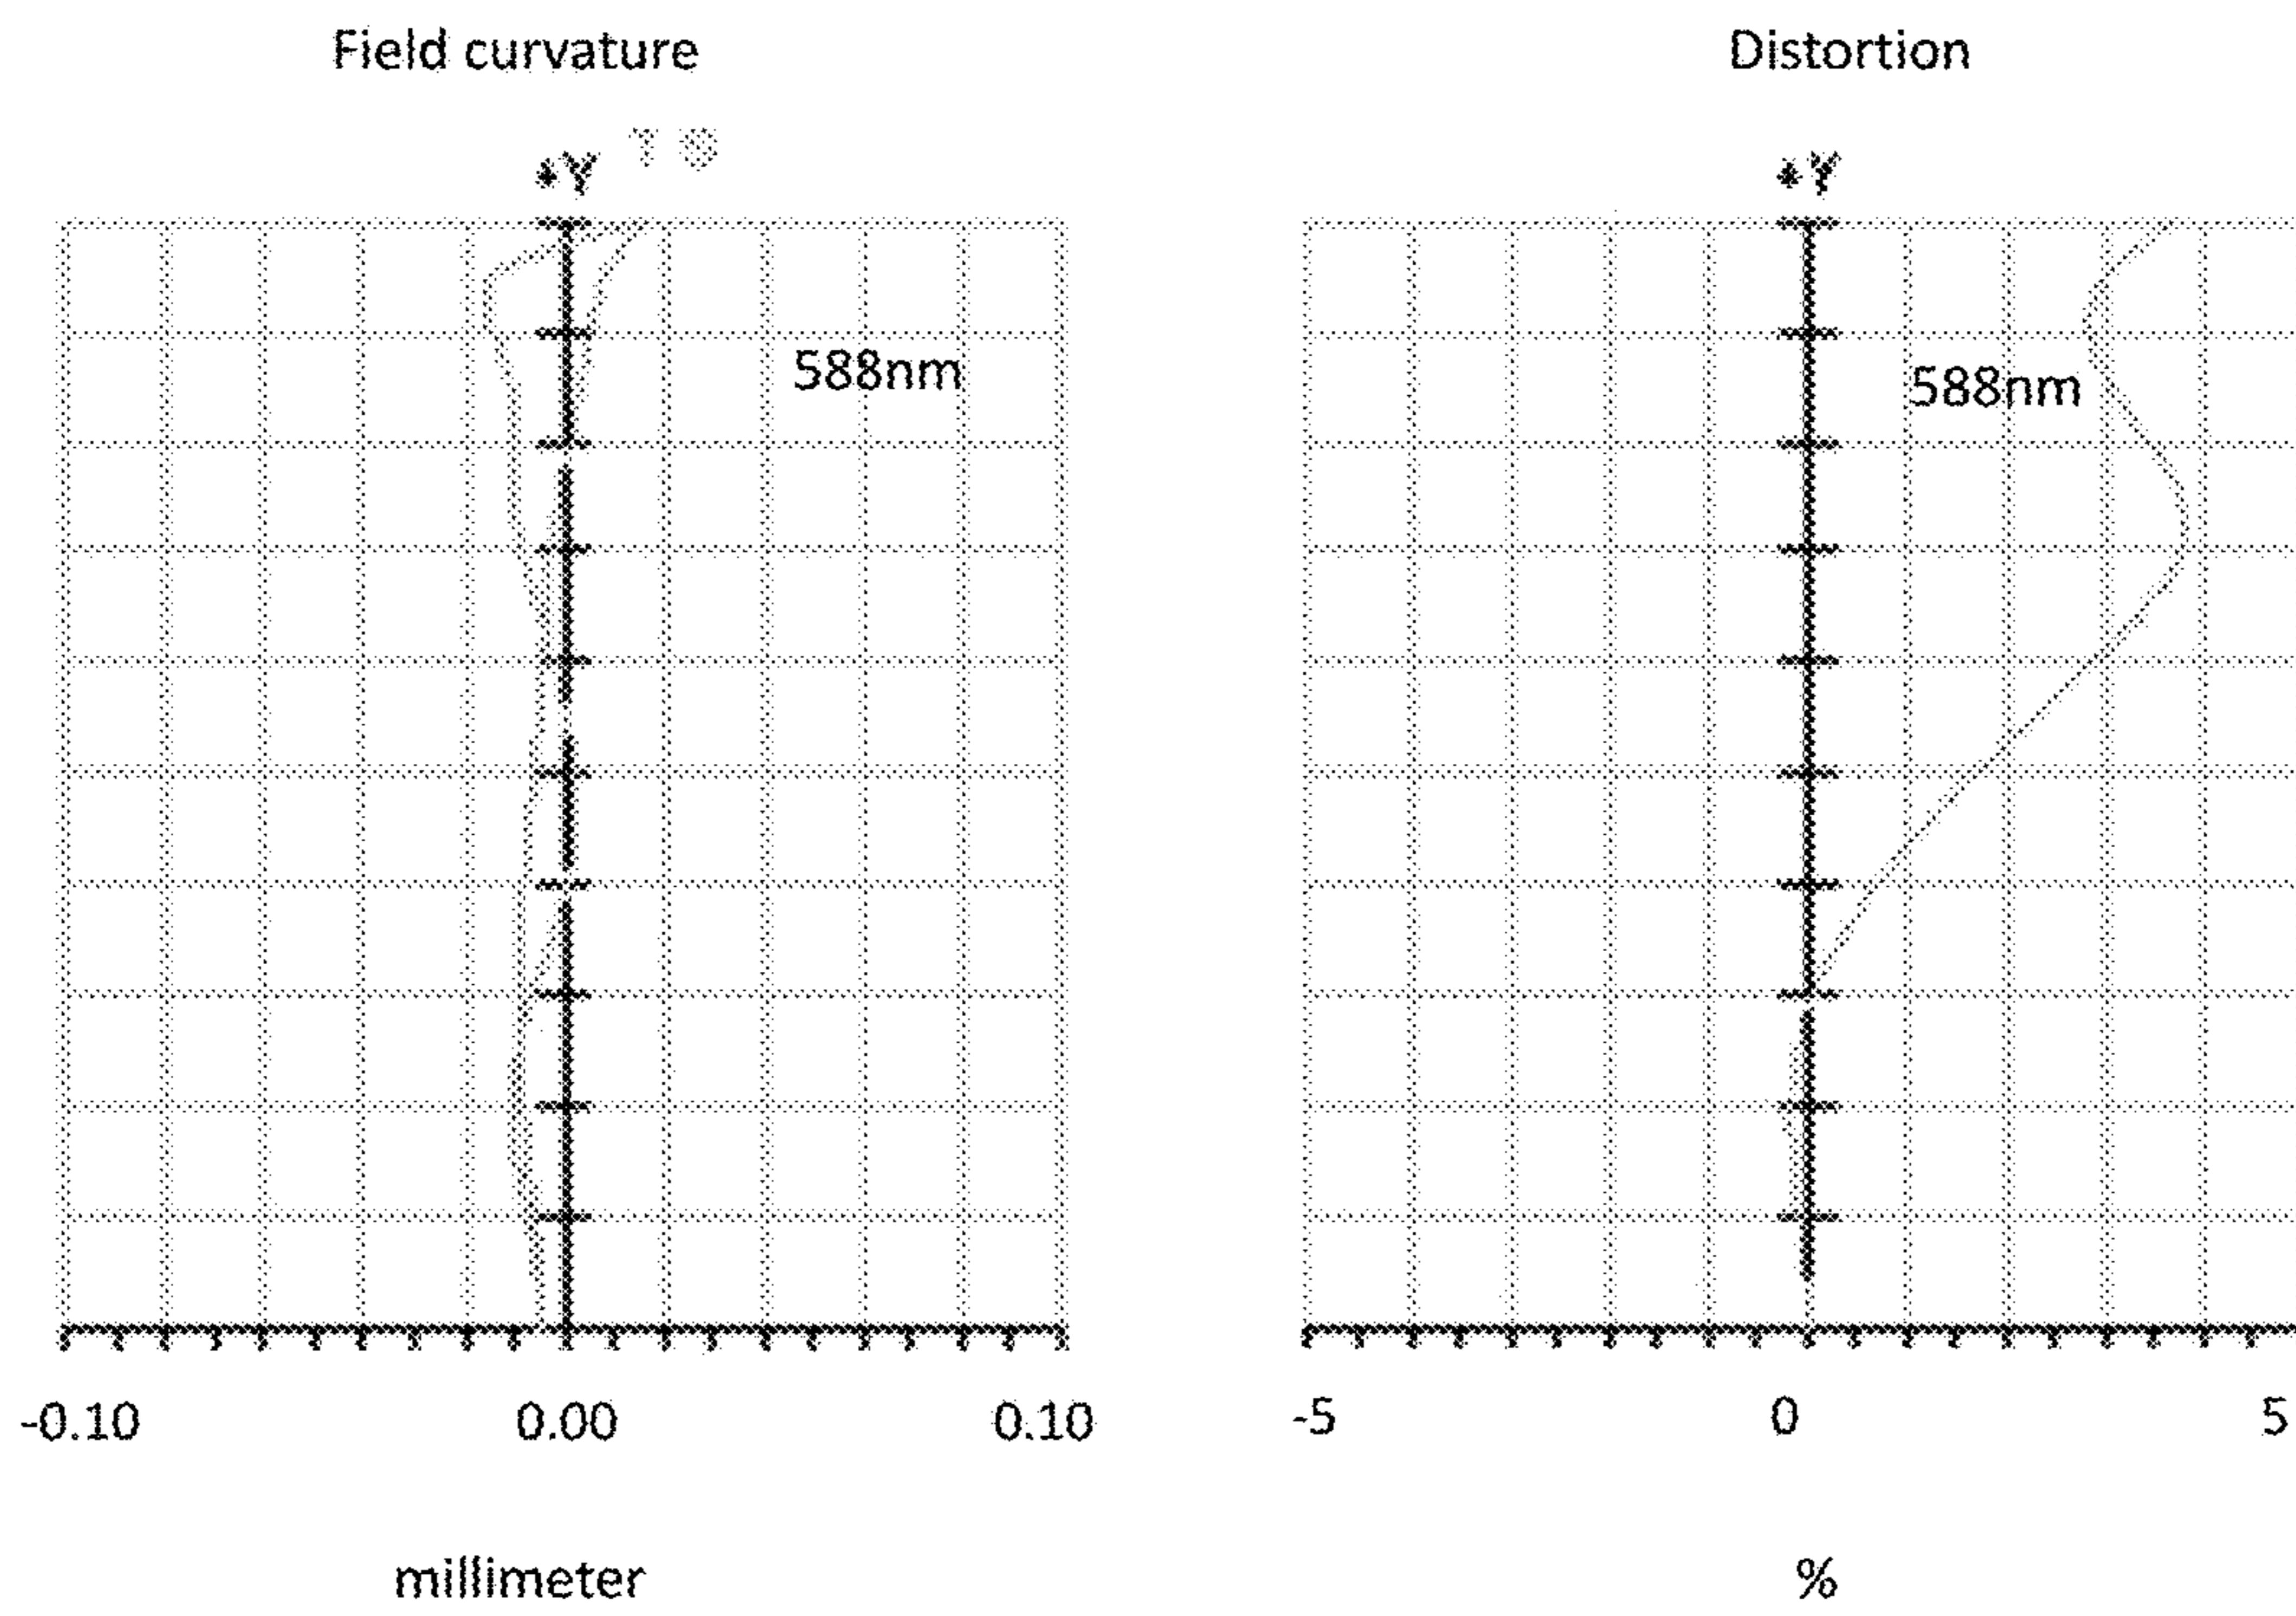 Field curvature
Distortion
T S
+Y
+Y
588nm
588nm
-0.10
0.00
0.10
-5
0
5
millimeter
%